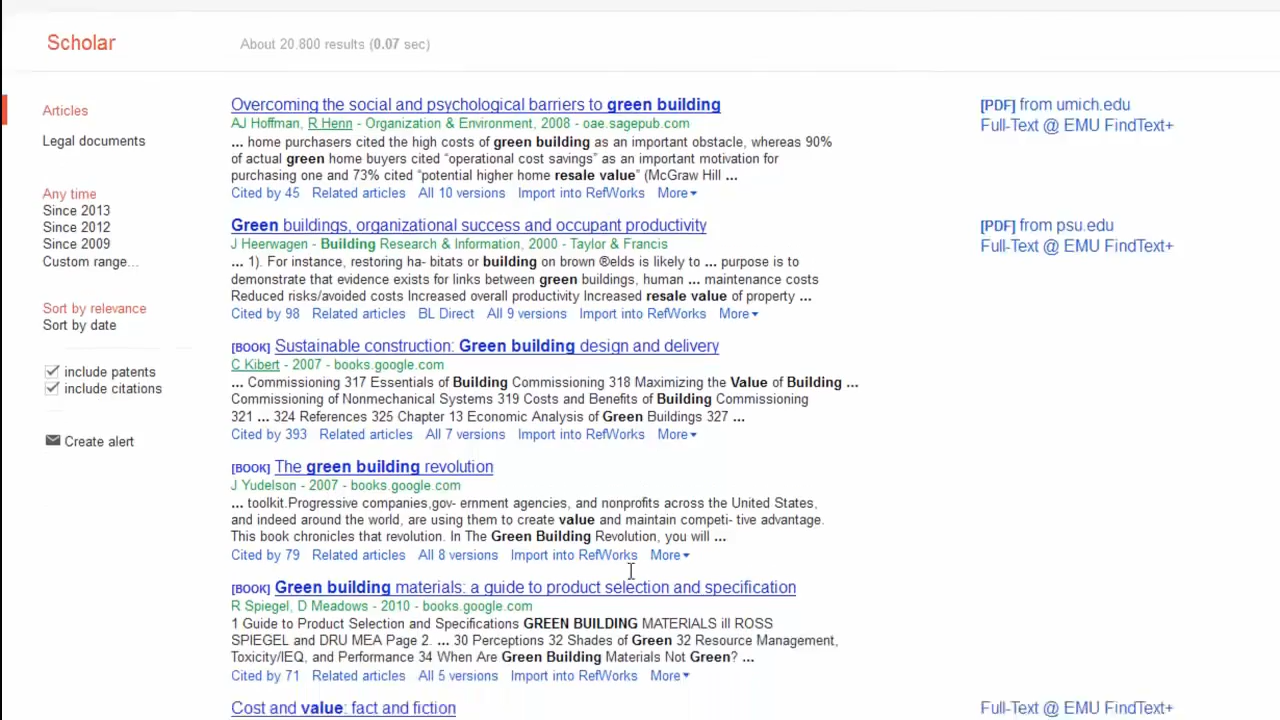 Scholar
About 20,800 results (0.07 sec)
Articles
Legal documents
Any time
Since 2013
Since 2012
Since 2009
Custom range...
Sort by relevance
Sort by date
include patents
include citations
Create alert
Overcoming the social and psychological barriers to green building
AJ Hoffman, R Henn - Organization & Environment, 2008 - oae.sagepub.com
... home purchasers cited the high costs of green building as an important obstacle, whereas 90%
of actual green home buyers cited “operational cost savings” as an important motivation for
purchasing one and 73% cited “potential higher home resale value” (McGraw Hill ...
Cited by 45 Related articles All 10 versions Import into RefWorks More
[PDF] from umich.edu
Full-Text @ EMU FindText+
Green buildings, organizational success and occupant productivity
J Heerwagen - Building Research & Information, 2000 - Taylor & Francis
... 1). For instance, restoring ha- bitats or building on brown ®elds is likely to ... purpose is to
demonstrate that evidence exists for links between green buildings, human ... maintenance costs
Reduced risks/avoided costs Increased overall productivity Increased resale value of property ...
Cited by 98 Related articles BL Direct All 9 versions Import into RefWorks More
[PDF] from psu.edu
Full-Text @ EMU FindText+
[BOOK] Sustainable construction: Green building design and delivery
C Kibert - 2007 - books.google.com
... Commissioning 317 Essentials of Building Commissioning 318 Maximizing the Value of Building ...
Commissioning of Nonmechanical Systems 319 Costs and Benefits of Building Commissioning
321 ... 324 References 325 Chapter 13 Economic Analysis of Green Buildings 327 ...
Cited by 393 Related articles All 7 versions Import into RefWorks More
[BOOK] The green building revolution
J Yudelson - 2007 - books.google.com
... toolkit.Progressive companies,gov- ernment agencies, and nonprofits across the United States,
and indeed around the world, are using them to create value and maintain competi- tive advantage.
This book chronicles that revolution. In The Green Building Revolution, you will ...
Cited by 79 Related articles All 8 versions Import into RefWorks More
[BOOK] Green building materials: a guide to product selection and specification
R Spiegel, D Meadows - 2010 - books.google.com
1 Guide to Product Selection and Specifications GREEN BUILDING MATERIALS ill ROSS
SPIEGEL and DRU MEA Page 2. ... 30 Perceptions 32 Shades of Green 32 Resource Management,
Toxicity/IEQ, and Performance 34 When Are Green Building Materials Not Green? ...
Cited by 71 Related articles All 5 versions Import into RefWorks More
Cost and value: fact and fiction
Full-Text @ EMU FindText+